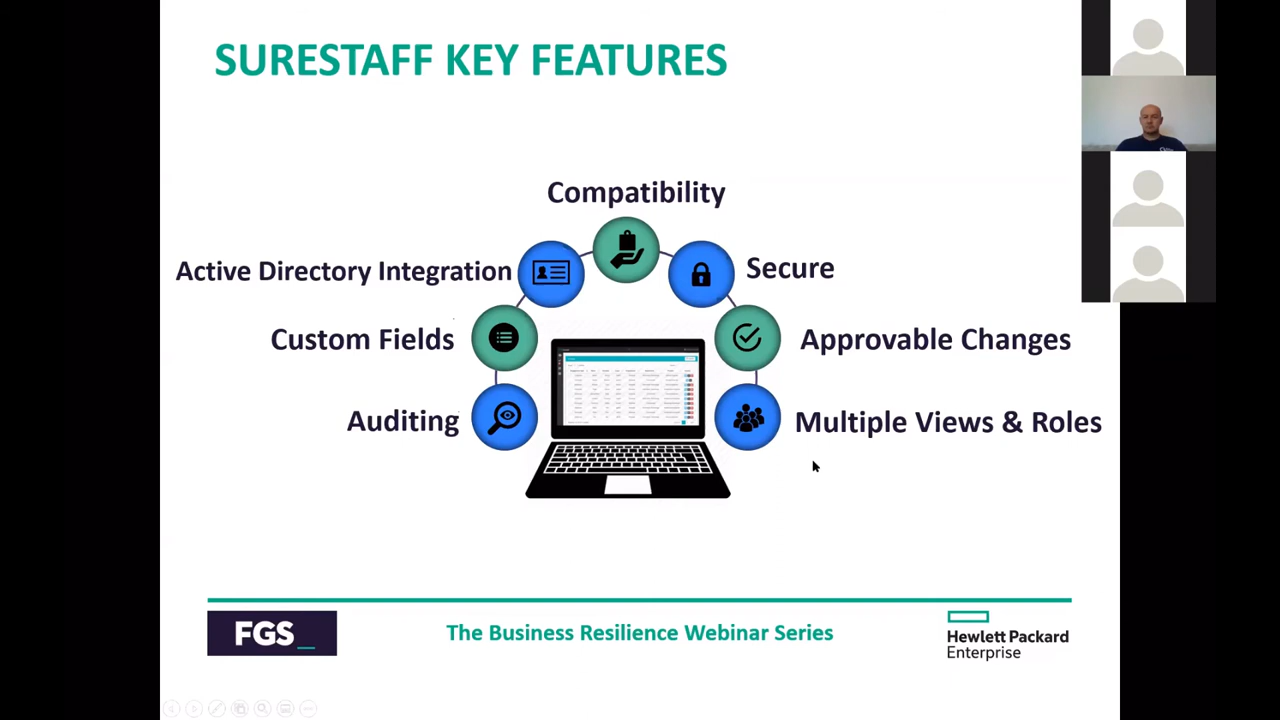 SURESTAFF KEY FEATURES
Compatibility
Active Directory Integration
Secure
Custom Fields
Approvable Changes
Auditing
Multiple Views & Roles
FGS_
The Business Resilience Webinar Series
Hewlett Packard
Enterprise